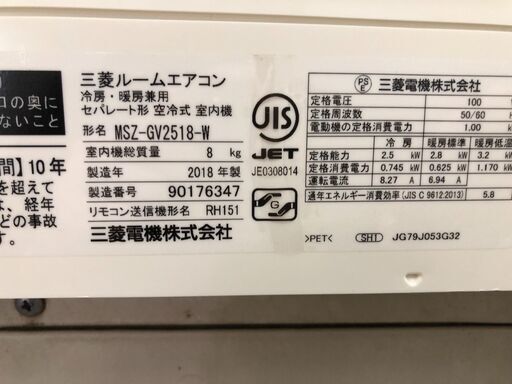 ロの奥に
ないこと
間】10年
を超えて
は、経年
どの事故
三菱ルームエアコン
冷房・暖房兼用
セパレート形 空冷式 室内機
形名 MSZ-GV2518-W
室内機総質量 8 kg
製造年 2018 年製
製造番号 90176347
リモコン送信機形名 RH151
三菱電機株式会社
JIS
JET
JE0308014
G
PS
E
三菱電機株式会社
定格電圧 100
定格周波数 50/60 H
電動機の定格消費電力 1.00
冷 房 暖房標準 暖房
定格能力 2.5 kW 2.8 kW 3.2
定格消費電力 0.745 kW 0.625 kW 1.170 kW
運転電流 8.27 A 6.94 A
通年エネルギー消費効率(JIS C 9612:2013) 5.8
>PET< SH1 JG79J053G32